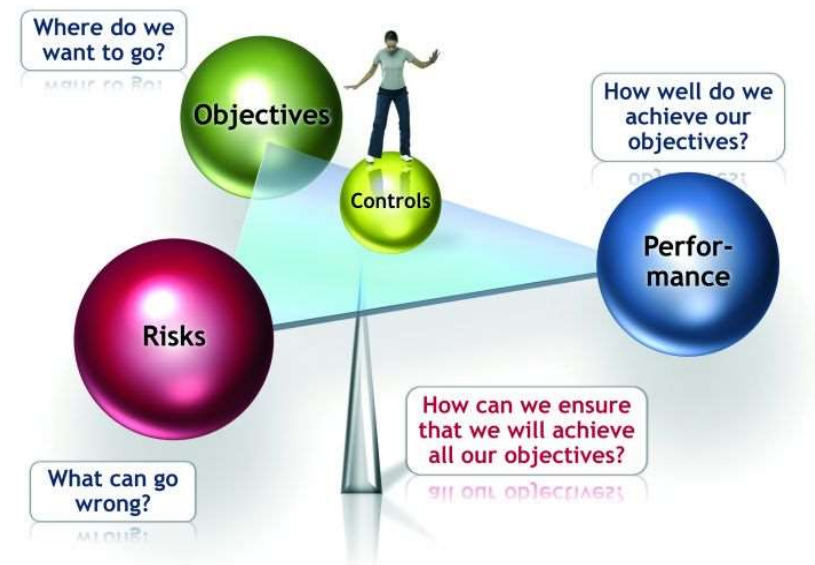 Where do we
want to go?
Objectives
Controls
How well do we
achieve our
objectives?
Perfor-
mance
Risks
How can we ensure
that we will achieve
all our objectives?
What can go
wrong?